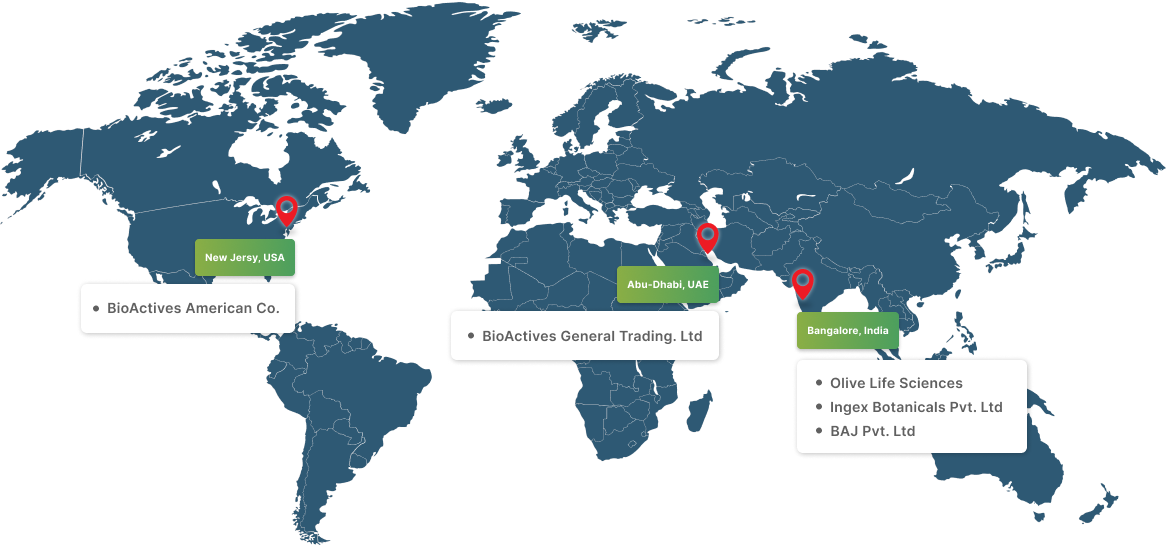 New Jersy, USA
• BioActives American Co.
Abu-Dhabi, UAE
• BioActives General Trading. Ltd
Bangalore, India
• Olive Life Sciences
• Ingex Botanicals Pvt. Ltd
• BAJ Pvt. Ltd